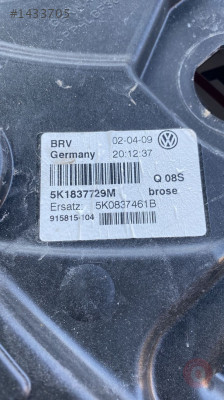 #1433705
BRV 02-04-09
Germany 20:12:37
Q 08S
5K1837729M brose
Ersatz: 5K0837461B
915815-104